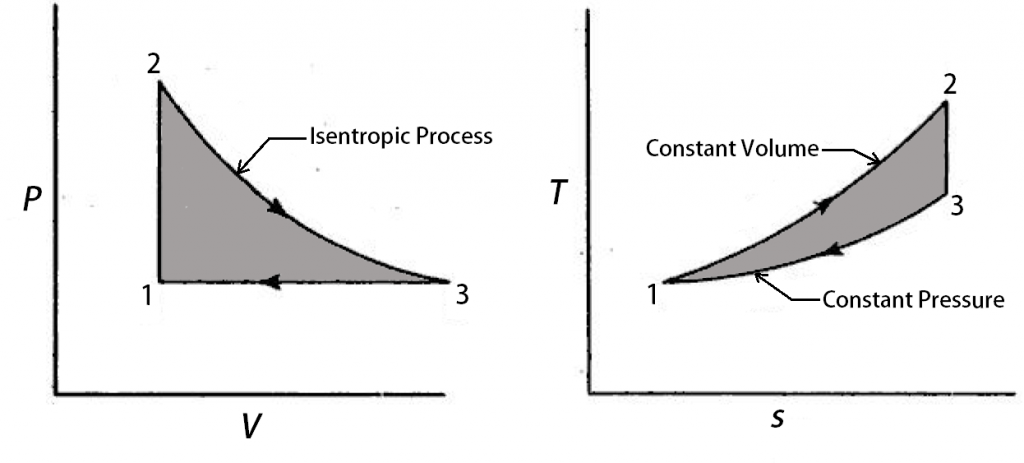 2
Isentropic Process
P
1
3
V
2
Constant Volume
T
3
1
Constant Pressure
s